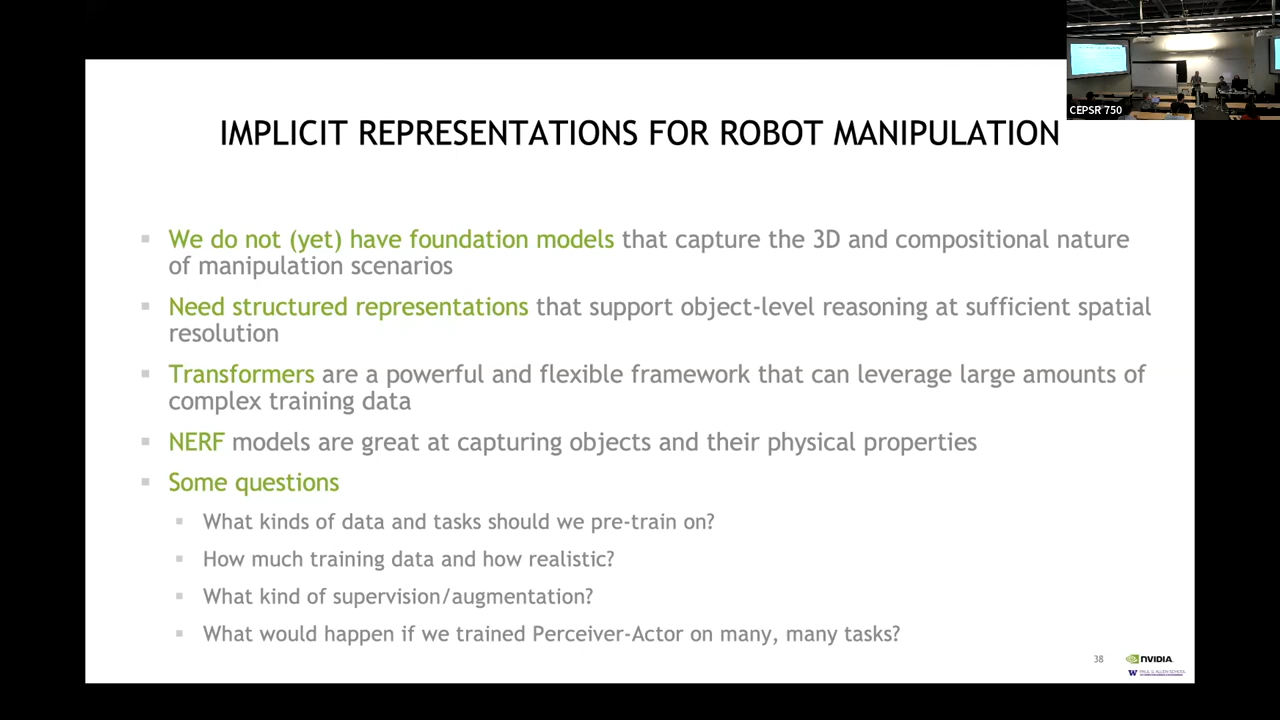 CEPSR 750
IMPLICIT REPRESENTATIONS FOR ROBOT MANIPULATION
We do not (yet) have foundation models that capture the 3D and compositional nature
of manipulation scenarios
Need structured representations that support object-level reasoning at sufficient spatial
resolution
Transformers are a powerful and flexible framework that can leverage large amounts of
complex training data
NERF models are great at capturing objects and their physical properties
Some questions
What kinds of data and tasks should we pre-train on?
How much training data and how realistic?
What kind of supervision/augmentation?
What would happen if we trained Perceiver-Actor on many, many tasks?
38
NVIDIA
W PAUL G. ALLEN SCHOOL